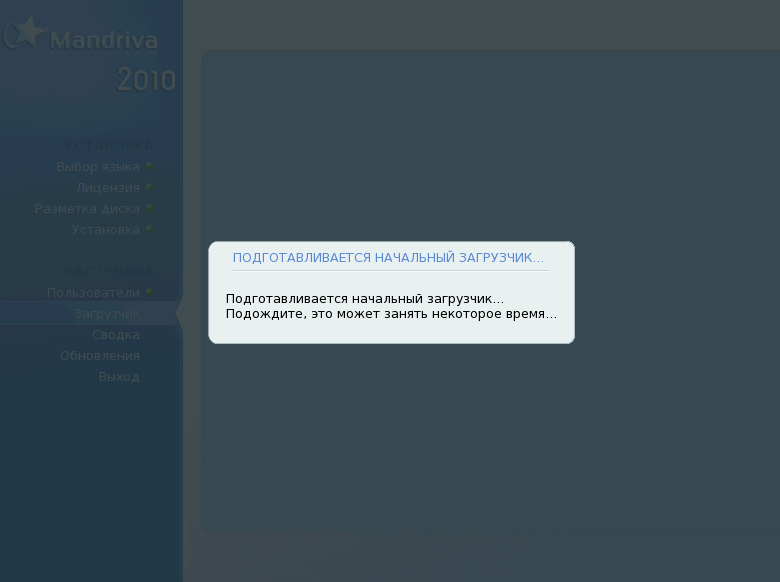 Mandriva
2010
УСТАНОВКА
Выбор языка
Лицензия
Разметка диска
Установка
НАСТРОЙКА
Пользователи
Загрузчик
Сводка
Обновления
Выход
ПОДГОТАВЛИВАЕТСЯ НАЧАЛЬНЫЙ ЗАГРУЗЧИК...
Подготавливается начальный загрузчик...
Подождите, это может занять некоторое время...